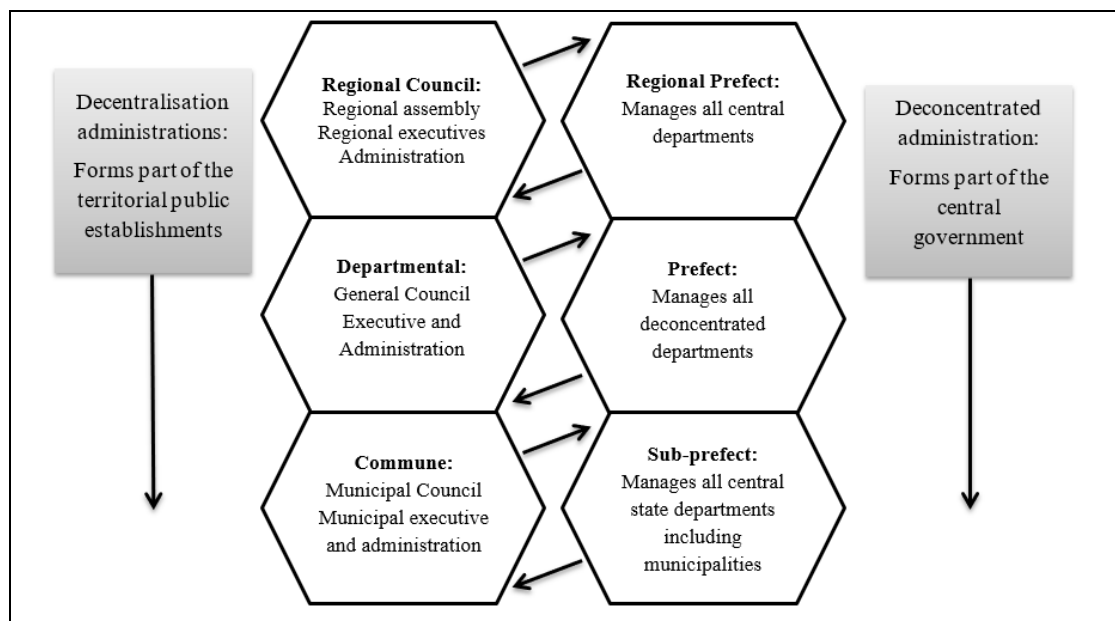 Decentralisation
administrations:
Forms part of the
territorial public
establishments
Regional Council:
Regional assembly
Regional executives
Administration
Regional Prefect:
Manages all central
departments
Deconcentrated
administration:
Forms part of the
central
government
Departmental:
General Council
Executive and
Administration
Prefect:
Manages all
deconcentrated
departments
Commune:
Municipal Council
Municipal executive
and administration
Sub-prefect:
Manages all central
state departments
including
municipalities